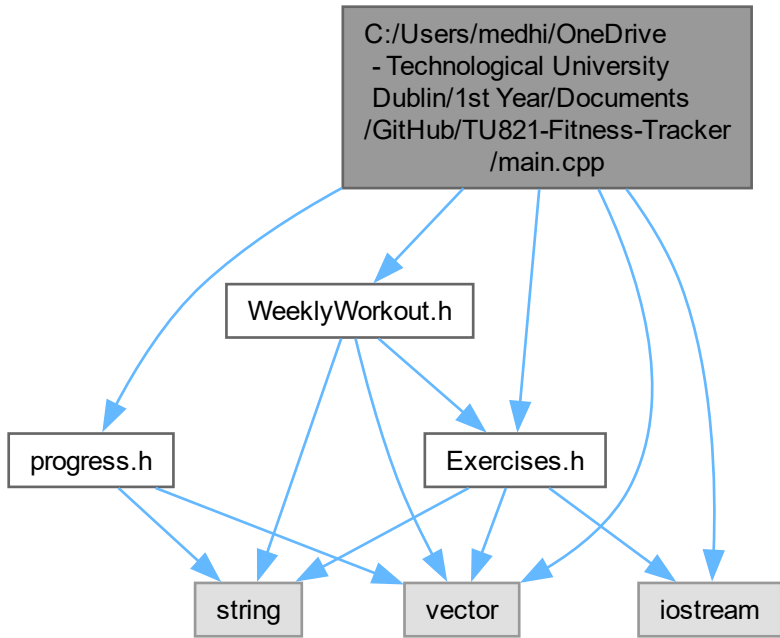 C:/Users/medhi/OneDrive
- Technological University
Dublin/1st Year/Documents
/GitHub/TU821-Fitness-Tracker
/main.cpp
WeeklyWorkout.h
progress.h
Exercises.h
string
vector
iostream